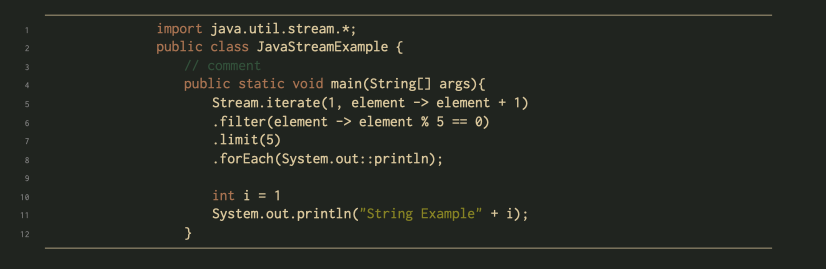 1 import java.util.stream.*;
2 public class JavaStreamExample {
3 // comment
4 public static void main(String[] args){
5 Stream.iterate(1, element -> element + 1)
6 .filter(element -> element % 5 == 0)
7 .limit(5)
8 .forEach(System.out::println);
9
10 int i = 1
11 System.out.println("String Example" + i);
12 }